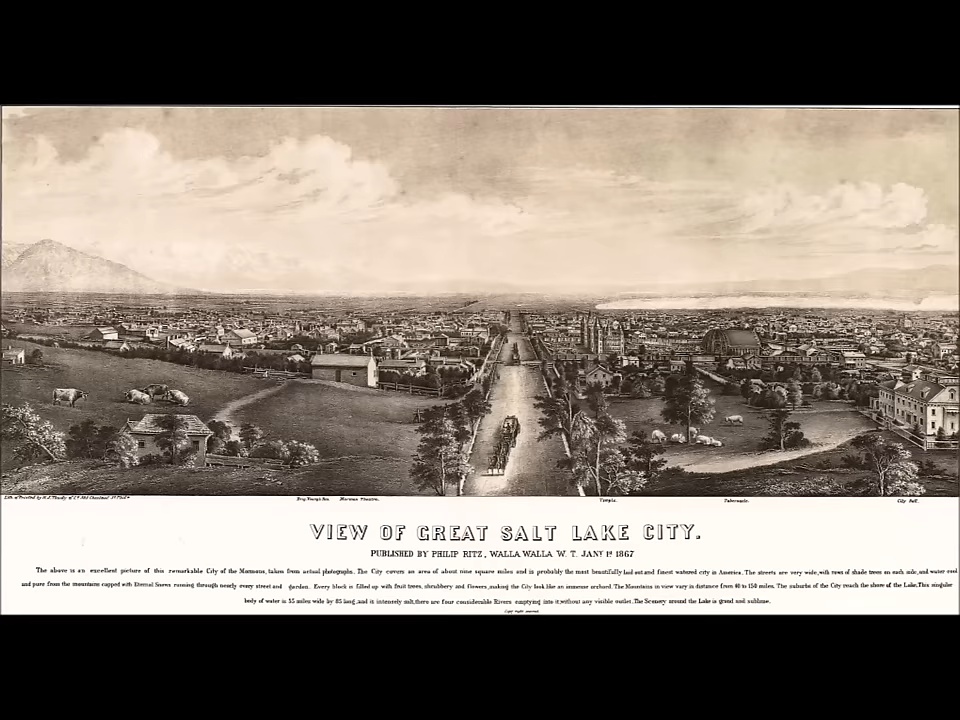 Temple.
Tabernacle.
City Hall.
VIEW OF GREAT SALT LAKE CITY.
PUBLISHED BY PHILIP RITZ, WALLA WALLA W. T. JANY 1st 1867
The above is an excellent picture of this remarkable City of the Mormons, taken from actual photographs. The City covers an area of about nine square miles and is probably the most beautifully laid out and finest watered city in America. The streets are very wide, with rows of shade trees on each side, and water cool
and pure from the mountains capped with Eternal Snows running through nearly every street and garden. Every block is filled up with fruit trees, shrubbery and flowers, making the City look like an immense orchard. The Mountains in view vary in distance from 40 to 150 miles. The suburbs of the City reach the shore of the Lake. This singular
body of water is 55 miles wide by 85 long, and is intensely salt, there are four considerable Rivers emptying into it, without any visible outlet. The Scenery around the Lake is grand and sublime.
Copy right secured.